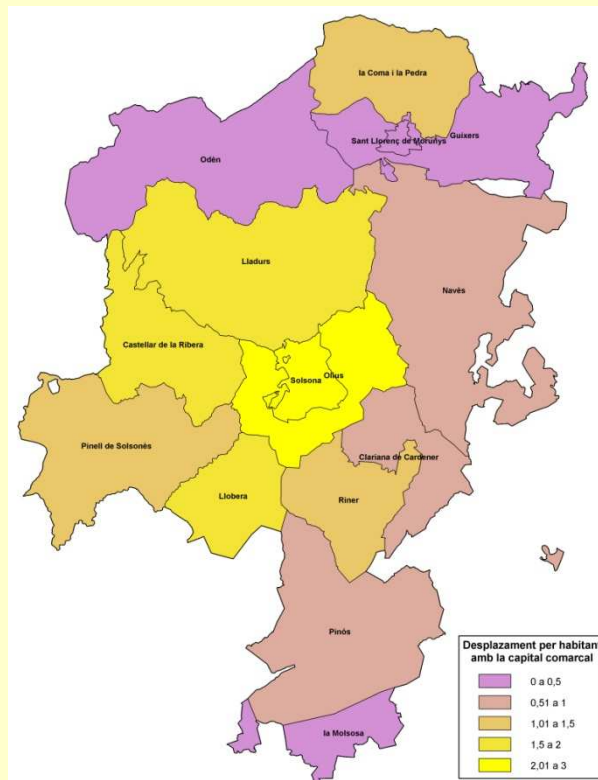 la Coma i la Pedra
Guixers
Sant Llorenç de Morunys
Odèn
Lladurs
Navès
Castellar de la Ribera
Olius
Solsona
Pinell de Solsonès
Clariana de Cardener
Llobera
Riner
Pinós
la Molsosa
Desplaçament per habitant
amb la capital comarcal
0 a 0,5
0,51 a 1
1,01 a 1,5
1,5 a 2
2,01 a 3